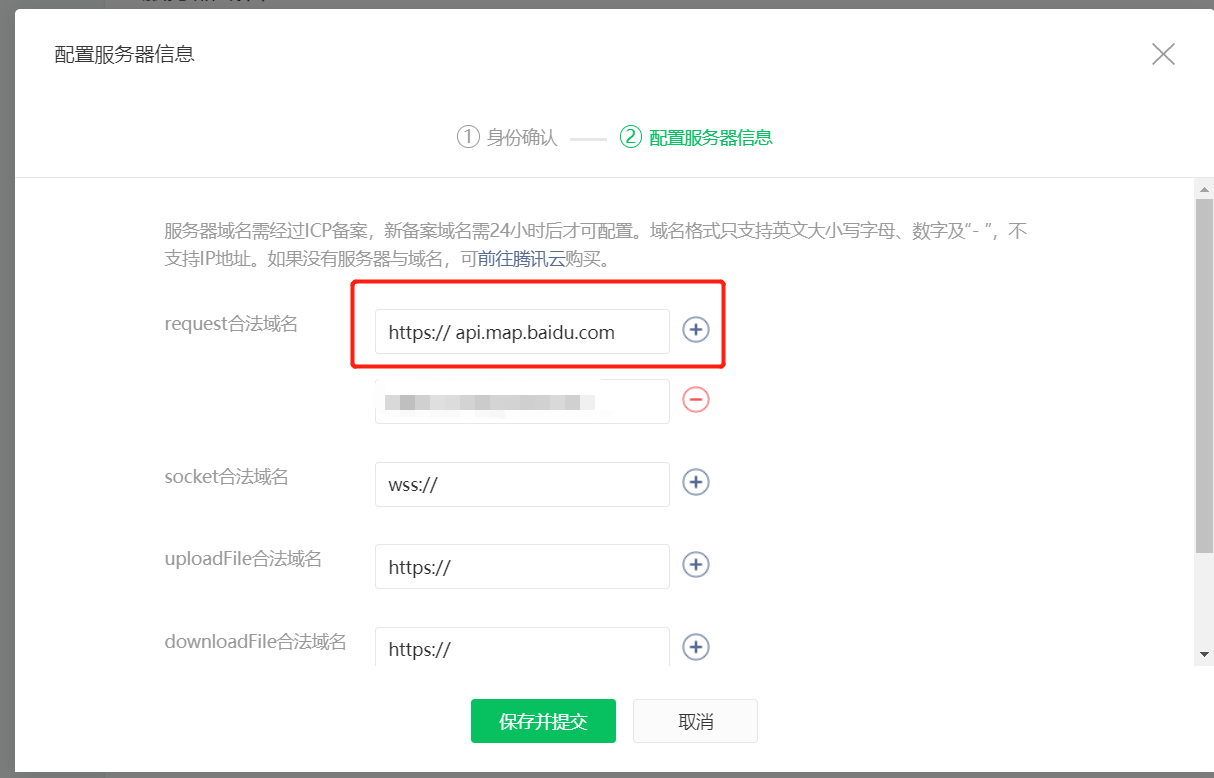 配置服务器信息
① 身份确认 ② 配置服务器信息
服务器域名需经过ICP备案，新备案域名需24小时后才可配置。域名格式只支持英文大小写字母、数字及“- ”，不
支持IP地址。如果没有服务器与域名，可前往腾讯云购买。
request合法域名
https:// api.map.baidu.com
socket合法域名
wss://
uploadFile合法域名
https://
downloadFile合法域名
https://
保存并提交
取消